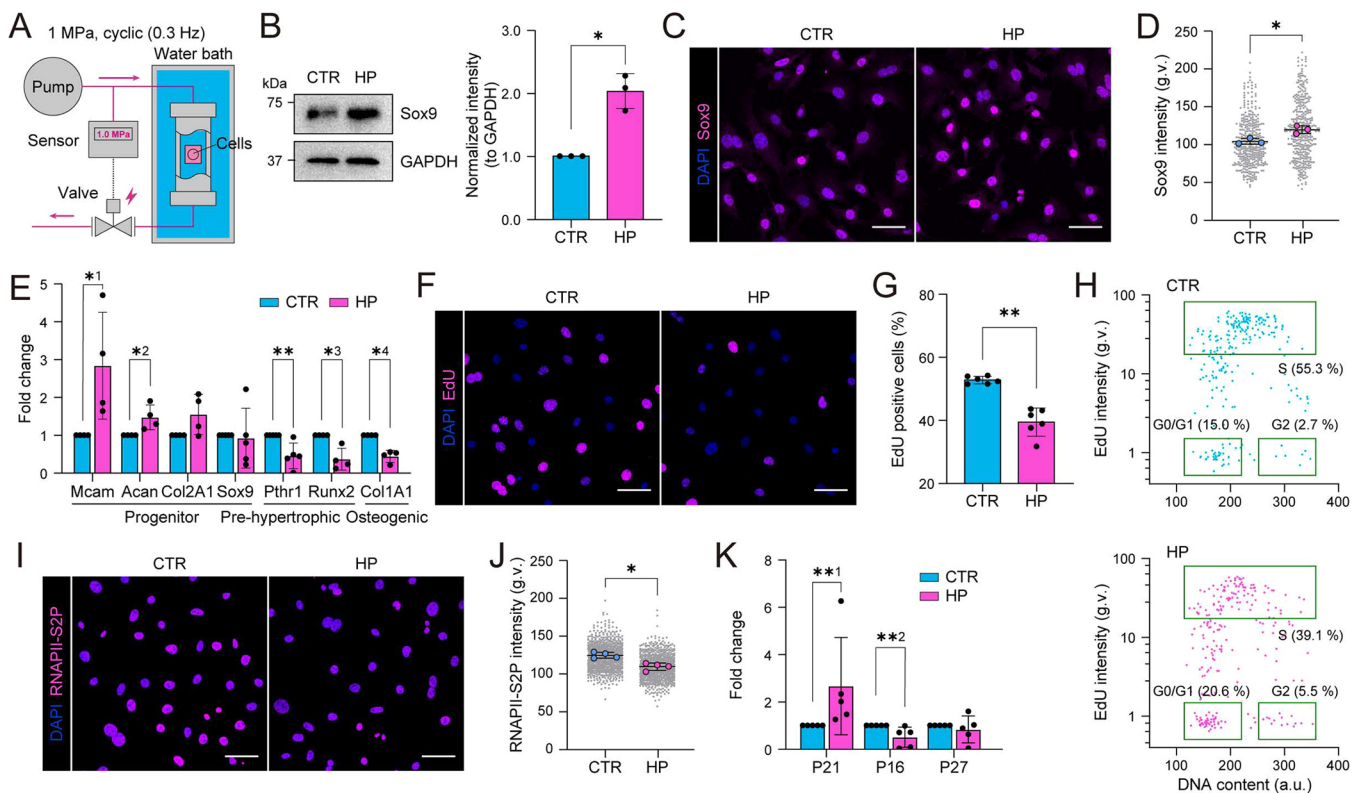 A
1 MPa, cyclic (0.3 Hz)
Water bath
Pump
Sensor
1.0 MPa
Cells
Valve
B
kDa
CTR HP
75
Sox9
37
GAPDH
Normalized intensity
(to GAPDH)
3.0
2.0
1.0
0.0
*
CTR HP
C
CTR HP
DAPI Sox9
D
Sox9 intensity (g.v.)
250
200
150
100
50
0
*
CTR HP
E
Fold change
5
4
3
2
1
0
CTR HP
*1
*2
**
*3
*4
Mcam Acan Col2A1 Sox9 Pthr1 Runx2 Col1A1
Progenitor Pre-hypertrophic Osteogenic
F
CTR HP
DAPI EdU
G
EdU positive cells (%)
80
60
40
20
**
CTR HP
H
CTR
EdU intensity (g.v.)
100
10
1
S (55.3 %)
G0/G1 (15.0 %) G2 (2.7 %)
100 200 300 400
HP
EdU intensity (g.v.)
100
10
1
S (39.1 %)
G0/G1 (20.6 %) G2 (5.5 %)
100 200 300 400
DNA content (a.u.)
I
CTR HP
DAPI RNAPII-S2P
J
RNAPII-S2P intensity (g.v.)
250
200
150
100
50
0
*
CTR HP
K
Fold change
8
6
4
2
0
**1
**2
CTR
HP
P21 P16 P27